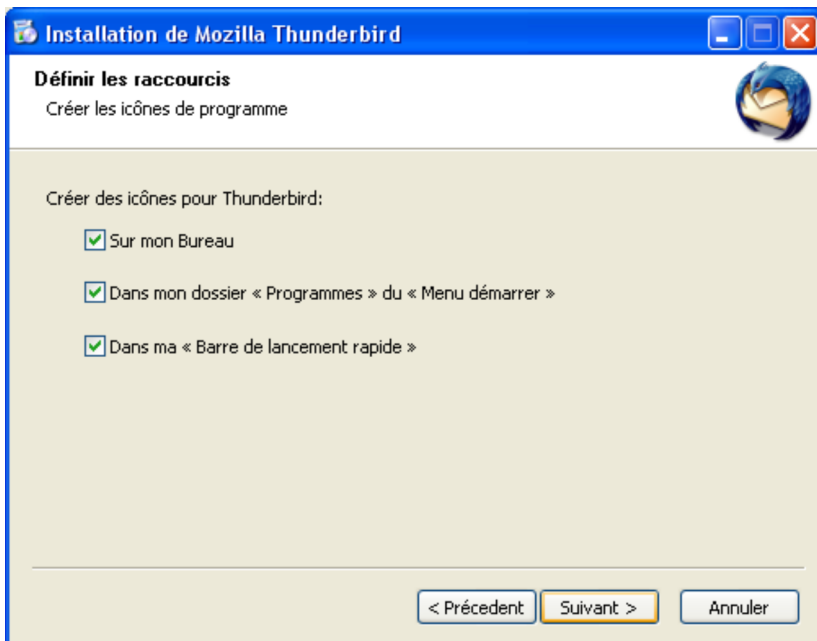 Installation de Mozilla Thunderbird
Définir les raccourcis
Créer les icônes de programme
Créer des icônes pour Thunderbird:
Sur mon Bureau
Dans mon dossier « Programmes » du « Menu démarrer »
Dans ma « Barre de lancement rapide »
< Précedent Suivant > Annuler